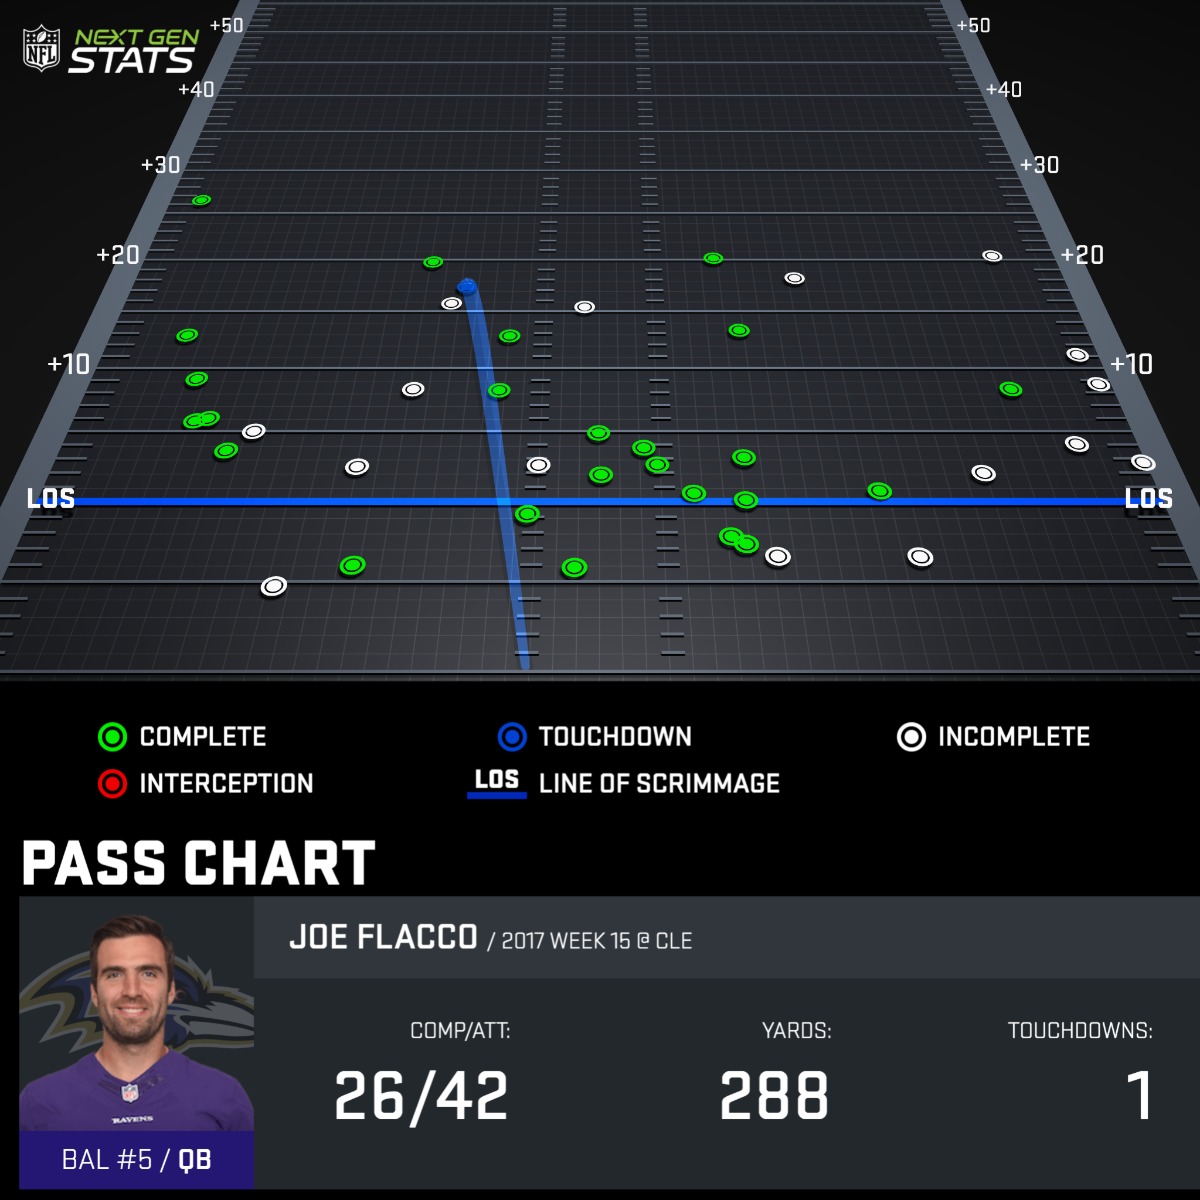 NFL NEXT GEN STATS
+50 +50
+40 +40
+30 +30
+20 +20
+10 +10
LOS LOS
COMPLETE TOUCHDOWN INCOMPLETE
INTERCEPTION LOS LINE OF SCRIMMAGE
PASS CHART
JOE FLACCO / 2017 WEEK 15 @ CLE
COMP/ATT: YARDS: TOUCHDOWNS:
26/42 288 1
RAVENS
BAL #5 / QB